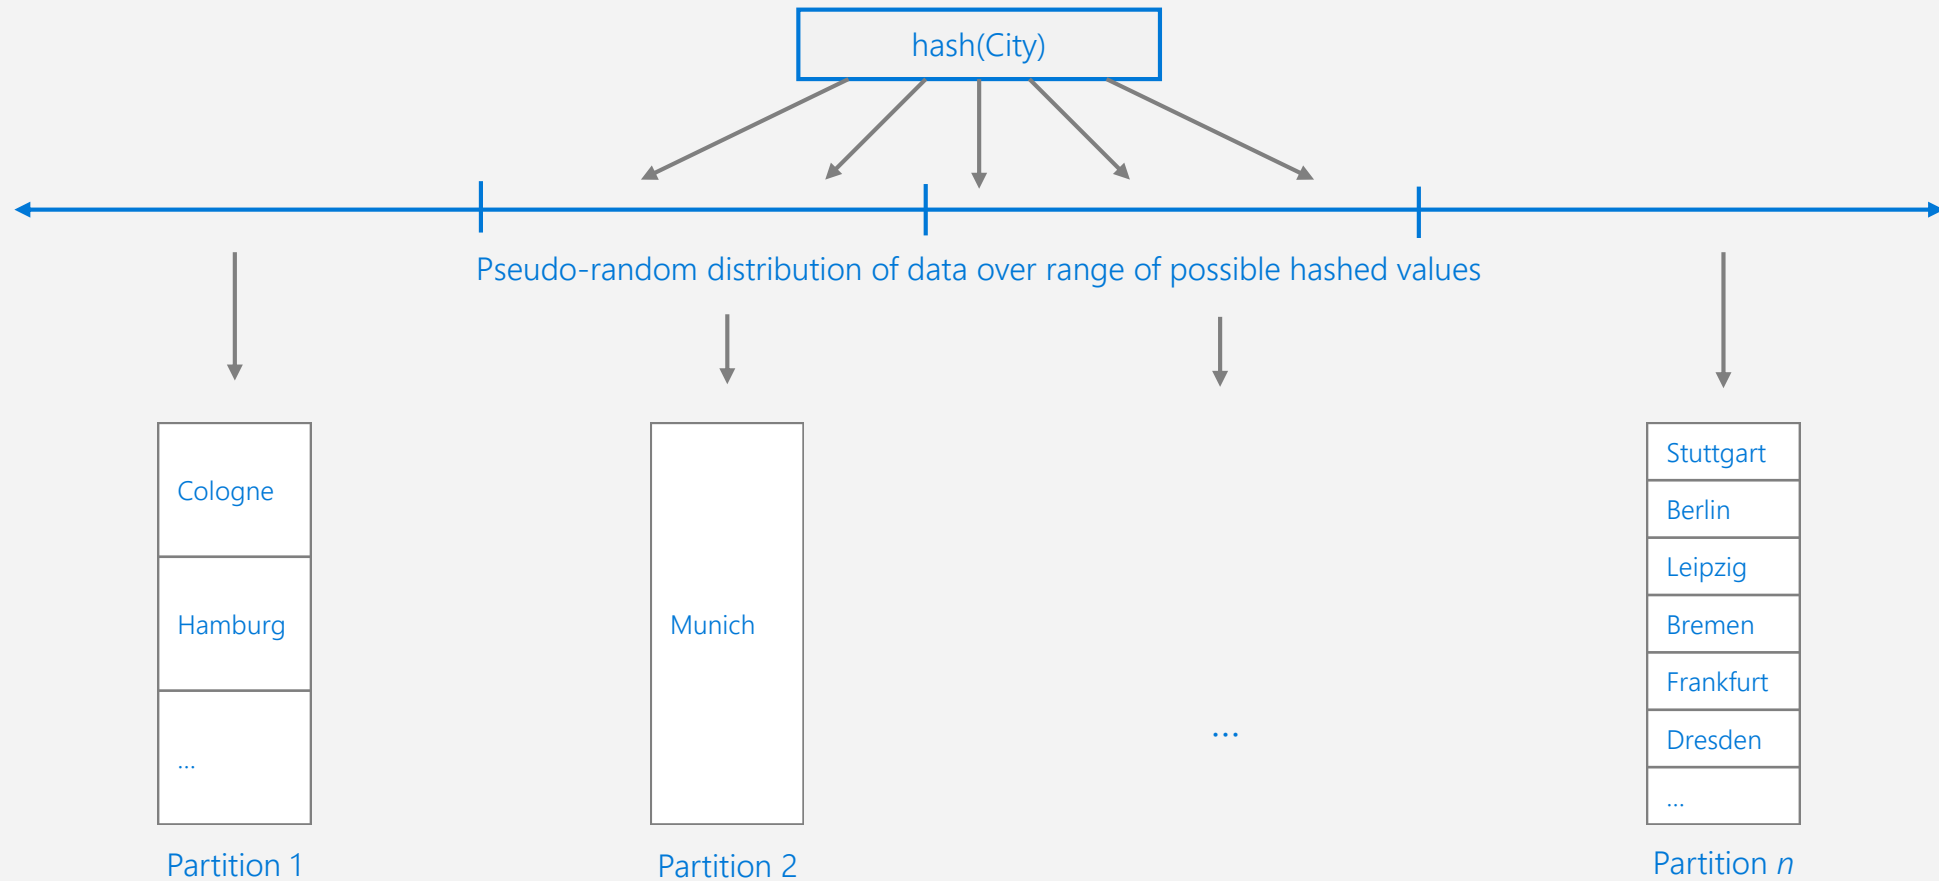 hash(City)
Pseudo-random distribution of data over range of possible hashed values
Cologne
Hamburg
...
Partition 1
Munich
Partition 2
...
Stuttgart
Berlin
Leipzig
Bremen
Frankfurt
Dresden
...
Partition n